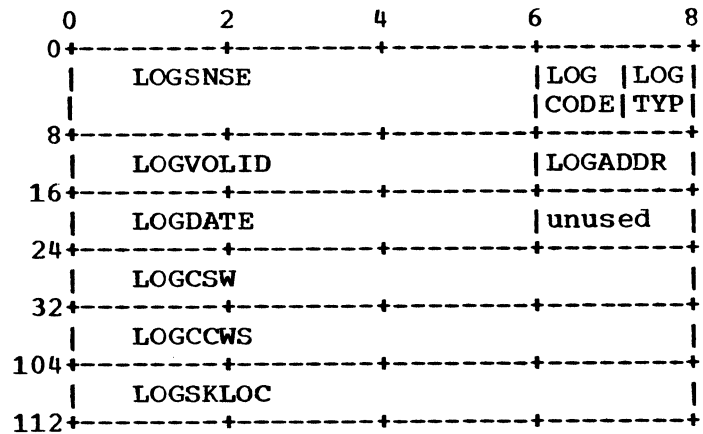 0 2 4 6 8
0+---------+---------+---------+---------+
| LOGSNSE |LOG |LOG|
| |CODE|TYP|
8+---------+---------+---------+---------+
| LOGVOLID |LOGADDR |
16+---------+---------+---------+---------+
| LOGDATE |unused |
24+---------+---------+---------+---------+
| LOGCSW |
32+---------+---------+---------+---------+
| LOGCCWS |
104+---------+---------+---------+---------+
| LOGSKLOC |
112+---------+---------+---------+---------+